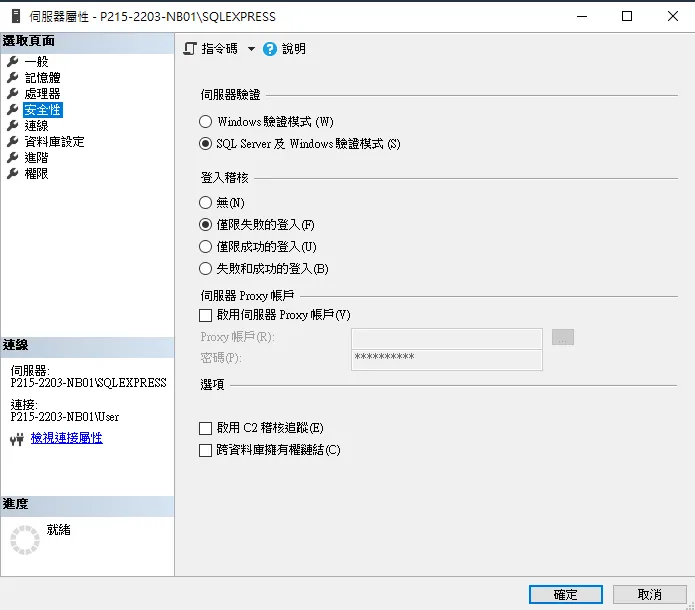 伺服器屬性 - P215-2203-NB01\SQLEXPRESS
選取頁面
一般
記憶體
處理器
安全性
連線
資料庫設定
進階
權限
指令碼
說明
伺服器驗證
Windows 驗證模式 (W)
SQL Server 及 Windows 驗證模式 (S)
登入稽核
無(N)
僅限失敗的登入(F)
僅限成功的登入(U)
失敗和成功的登入(B)
伺服器 Proxy 帳戶
啟用伺服器 Proxy 帳戶(V)
Proxy 帳戶(R):
...
密碼(P):
**********
選項
啟用 C2 稽核追蹤(E)
跨資料庫擁有權鏈結(C)
連線
伺服器:
P215-2203-NB01\SQLEXPRESS
連接:
P215-2203-NB01\User
檢視連接屬性
進度
就緒
確定
取消